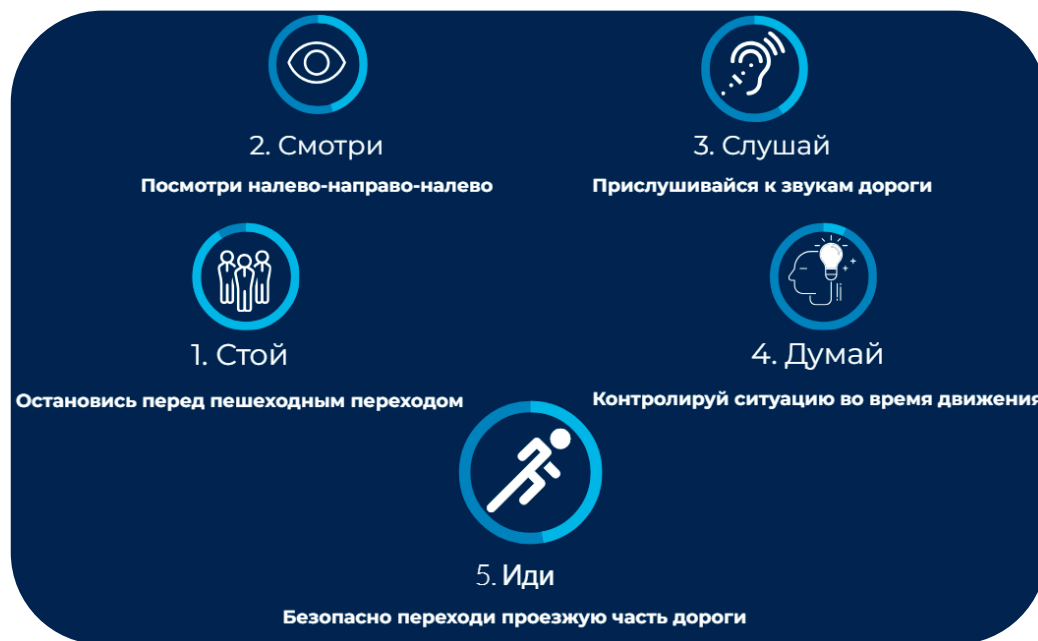 2. Смотри
Посмотри налево-направо-налево
3. Слушай
Прислушивайся к звукам дороги
1. Стой
Остановись перед пешеходным переходом
4. Думай
Контролируй ситуацию во время движения
5. Иди
Безопасно переходи проезжую часть дороги